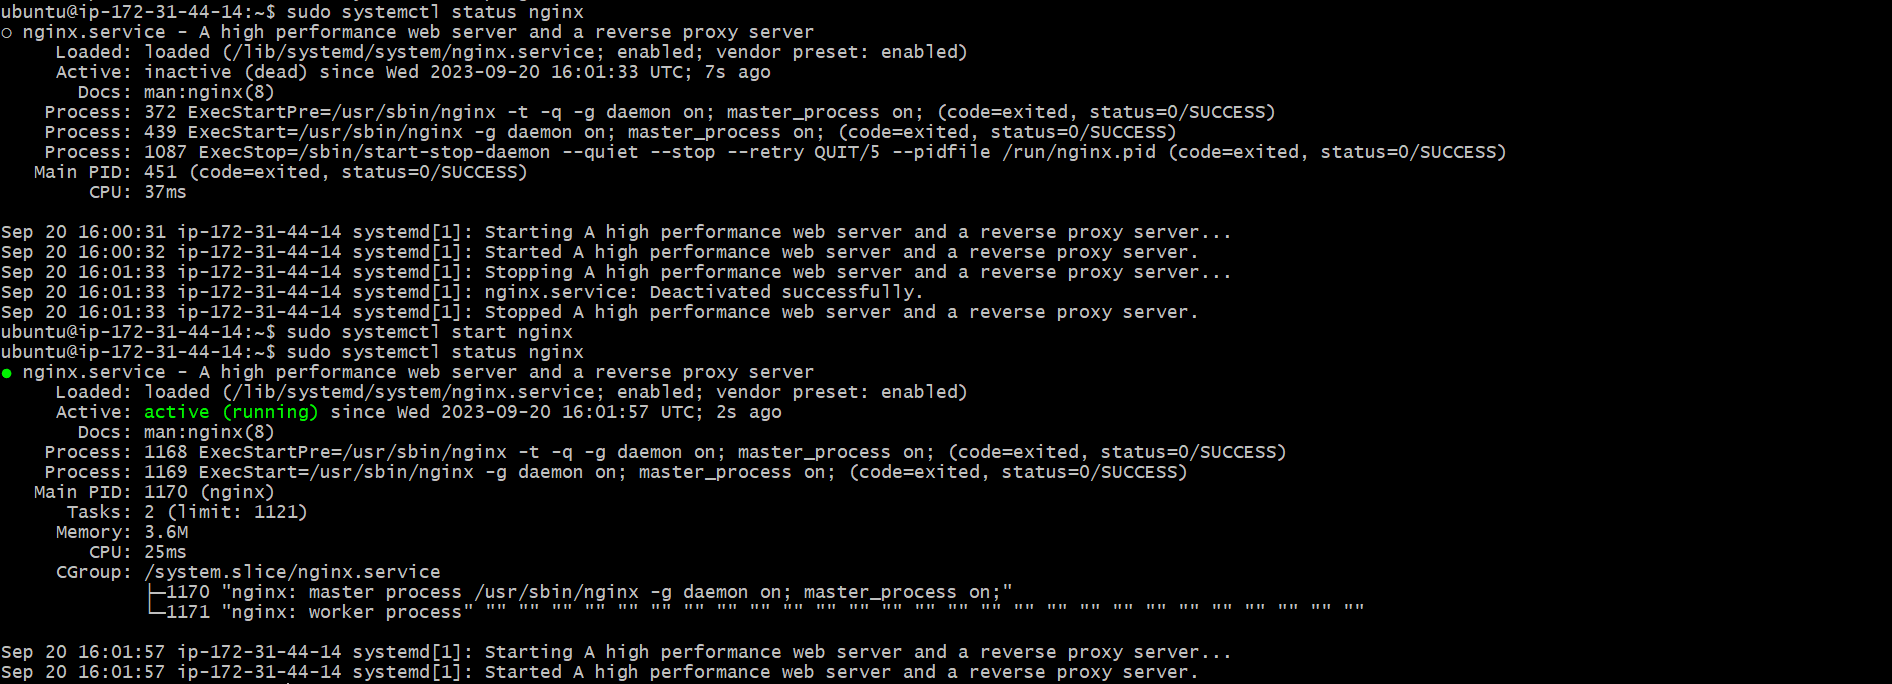 ubuntu@ip-172-31-44-14:~$ sudo systemctl status nginx
○ nginx.service - A high performance web server and a reverse proxy server
     Loaded: loaded (/lib/systemd/system/nginx.service; enabled; vendor preset: enabled)
     Active: inactive (dead) since Wed 2023-09-20 16:01:33 UTC; 7s ago
       Docs: man:nginx(8)
    Process: 372 ExecStartPre=/usr/sbin/nginx -t -q -g daemon on; master_process on; (code=exited, status=0/SUCCESS)
    Process: 439 ExecStart=/usr/sbin/nginx -g daemon on; master_process on; (code=exited, status=0/SUCCESS)
    Process: 1087 ExecStop=/sbin/start-stop-daemon --quiet --stop --retry QUIT/5 --pidfile /run/nginx.pid (code=exited, status=0/SUCCESS)
   Main PID: 451 (code=exited, status=0/SUCCESS)
        CPU: 37ms

Sep 20 16:00:31 ip-172-31-44-14 systemd[1]: Starting A high performance web server and a reverse proxy server...
Sep 20 16:00:32 ip-172-31-44-14 systemd[1]: Started A high performance web server and a reverse proxy server.
Sep 20 16:01:33 ip-172-31-44-14 systemd[1]: Stopping A high performance web server and a reverse proxy server...
Sep 20 16:01:33 ip-172-31-44-14 systemd[1]: nginx.service: Deactivated successfully.
Sep 20 16:01:33 ip-172-31-44-14 systemd[1]: Stopped A high performance web server and a reverse proxy server.
ubuntu@ip-172-31-44-14:~$ sudo systemctl start nginx
ubuntu@ip-172-31-44-14:~$ sudo systemctl status nginx
● nginx.service - A high performance web server and a reverse proxy server
     Loaded: loaded (/lib/systemd/system/nginx.service; enabled; vendor preset: enabled)
     Active: active (running) since Wed 2023-09-20 16:01:57 UTC; 2s ago
       Docs: man:nginx(8)
    Process: 1168 ExecStartPre=/usr/sbin/nginx -t -q -g daemon on; master_process on; (code=exited, status=0/SUCCESS)
    Process: 1169 ExecStart=/usr/sbin/nginx -g daemon on; master_process on; (code=exited, status=0/SUCCESS)
   Main PID: 1170 (nginx)
      Tasks: 2 (limit: 1121)
     Memory: 3.6M
        CPU: 25ms
     CGroup: /system.slice/nginx.service
             ├─1170 "nginx: master process /usr/sbin/nginx -g daemon on; master_process on;"
             └─1171 "nginx: worker process" "" "" "" "" "" "" "" "" "" "" "" "" "" "" "" "" "" "" "" "" "" "" "" "" "" "" ""

Sep 20 16:01:57 ip-172-31-44-14 systemd[1]: Starting A high performance web server and a reverse proxy server...
Sep 20 16:01:57 ip-172-31-44-14 systemd[1]: Started A high performance web server and a reverse proxy server.